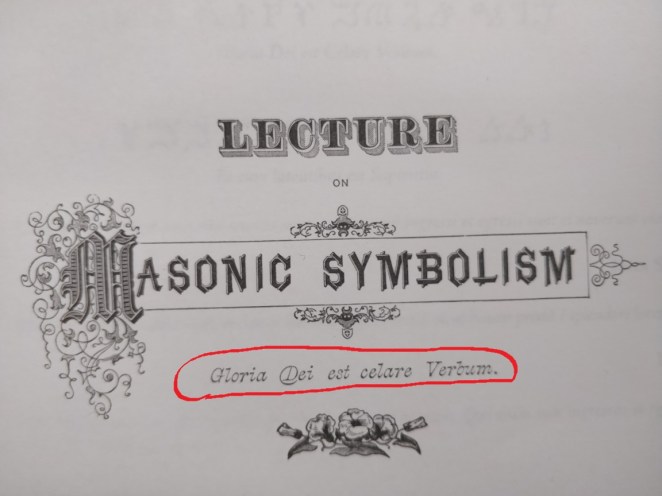 LECTURE
ON
MASONIC SYMBOLISM
Gloria Dei est celare Verbum.